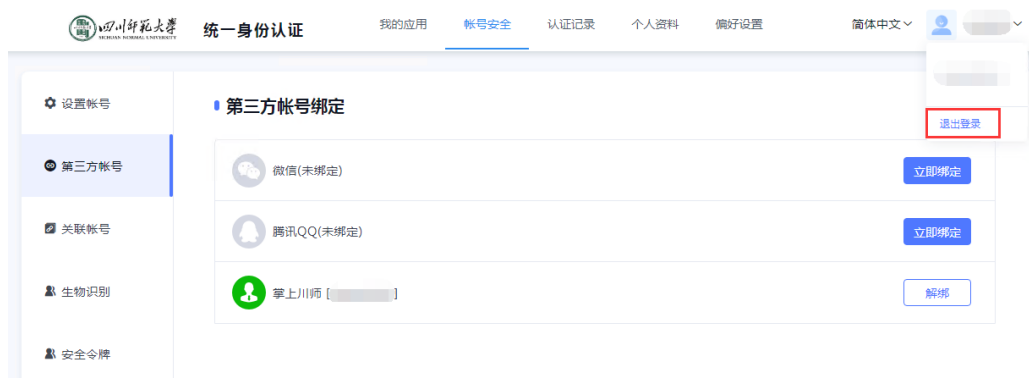 四川师范大学
SICHUAN NORMAL UNIVERSITY
统一身份认证
我的应用
帐号安全
认证记录
个人资料
偏好设置
简体中文
退出登录
设置帐号
第三方帐号
关联帐号
生物识别
安全令牌
第三方帐号绑定
微信(未绑定)
立即绑定
腾讯QQ(未绑定)
立即绑定
掌上川师 [ ]
解绑